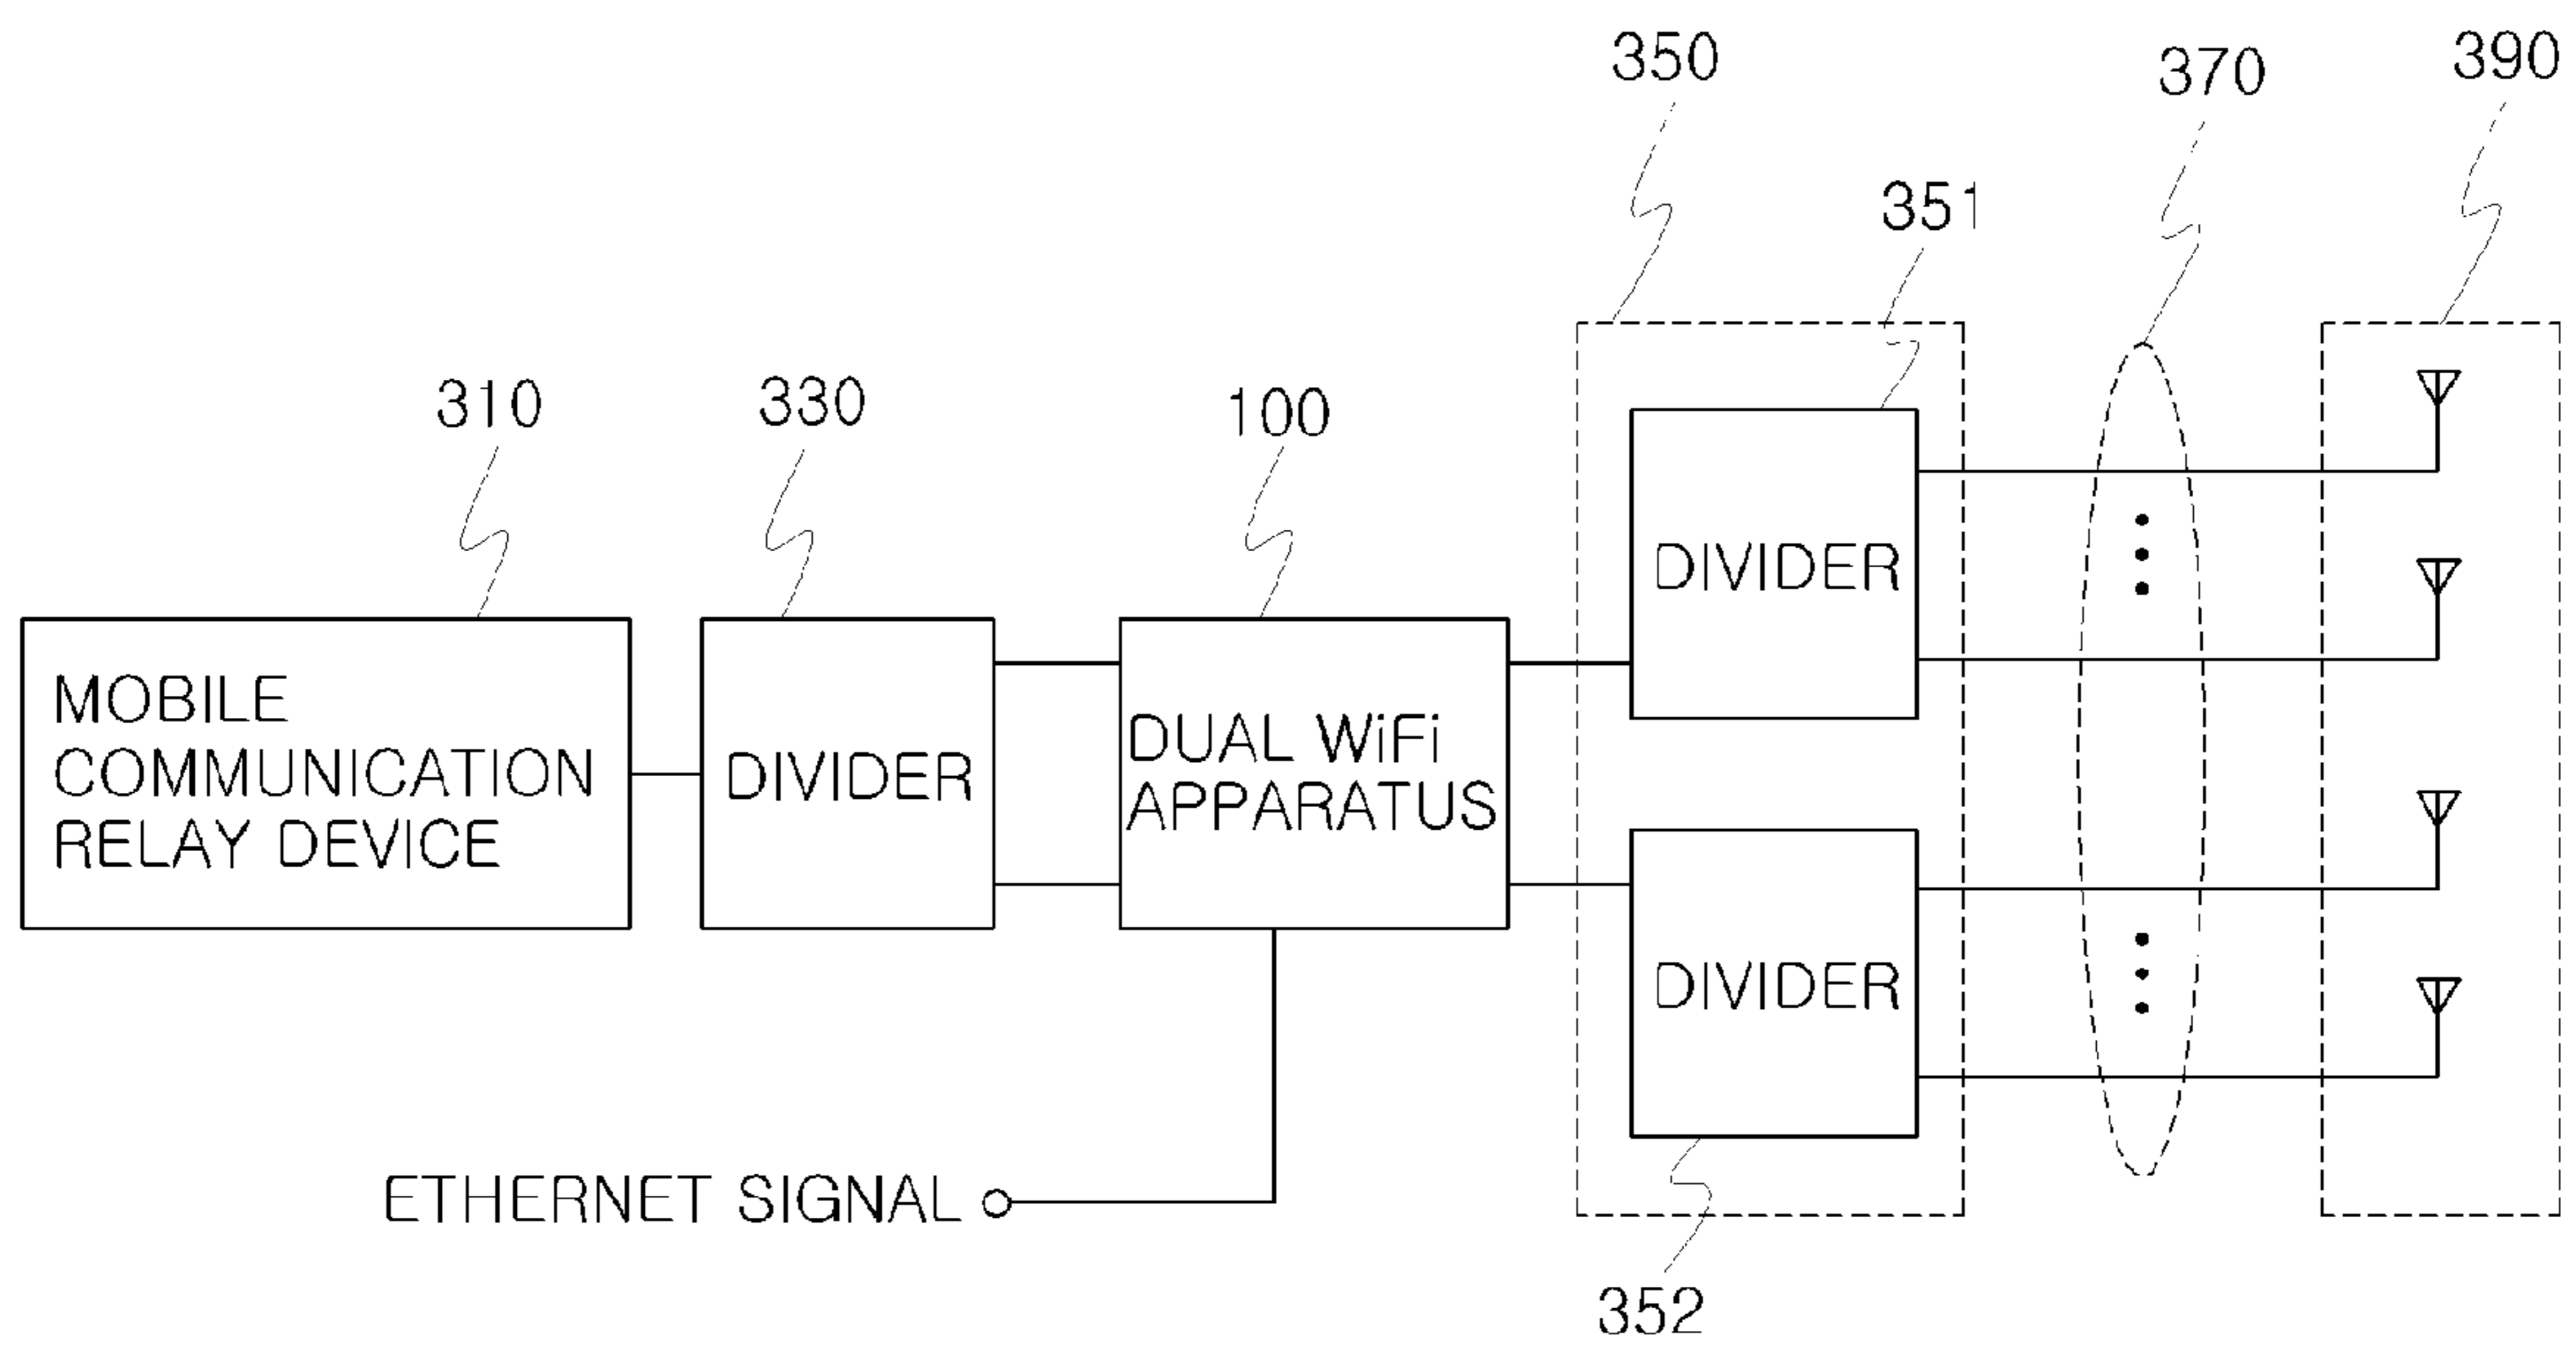 350
370
390
351
310
330
100
DIVIDER
MOBILE
COMMUNICATION
RELAY DEVICE
DIVIDER
DUAL WiFi
APPARATUS
DIVIDER
ETHERNET SIGNAL
352